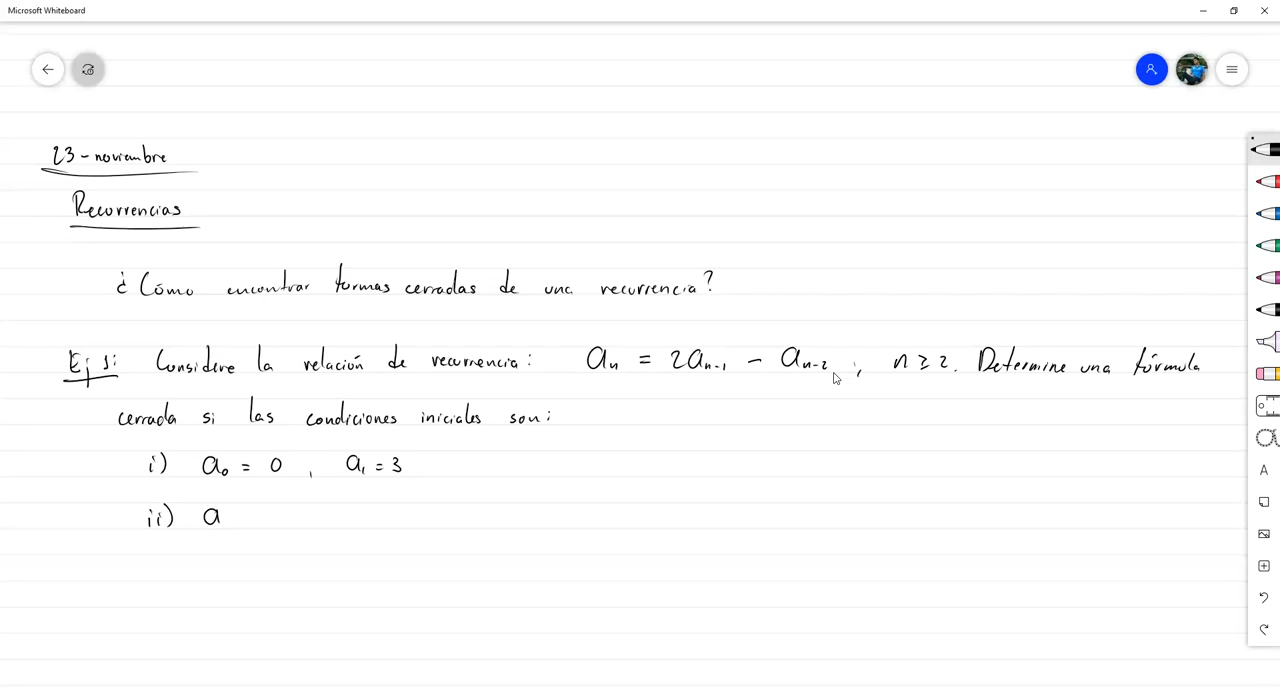 Microsoft Whiteboard
23-noviembre
Recurrencias
¿Cómo encontrar formas cerradas de una recurrencia?
Ej 1: Considere la relación de recurrencia: aₙ = 2aₙ₋₁ - aₙ₋₂ ; n ≥ 2. Determine una fórmula
cerrada si las condiciones iniciales son:
i) a₀ = 0 , a₁ = 3
ii) a
A